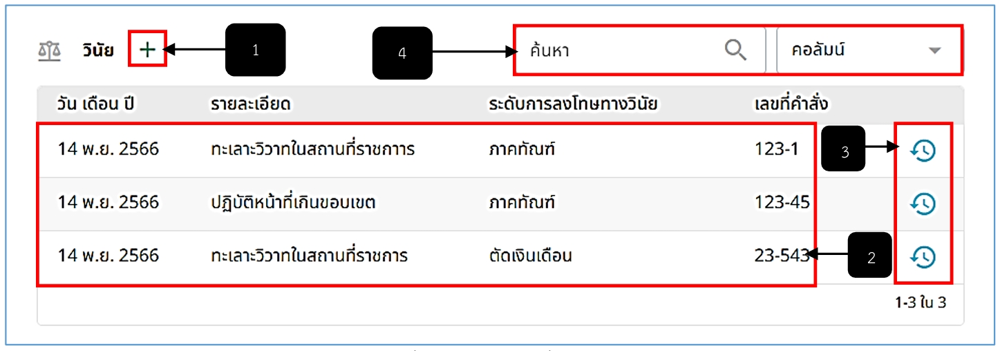 วินัย + 1 4 ค้นหา คอลัมน์
วัน เดือน ปี รายละเอียด ระดับการลงโทษทางวินัย เลขที่คำสั่ง
14 พ.ย. 2566 ทะเลาะวิวาทในสถานที่ราชกาาร ภาคทัณฑ์ 123-1 3
14 พ.ย. 2566 ปฏิบัติหน้าที่เกินขอบเขต ภาคทัณฑ์ 123-45
14 พ.ย. 2566 ทะเลาะวิวาทในสถานที่ราชการ ตัดเงินเดือน 23-543 2
1-3 ใน 3